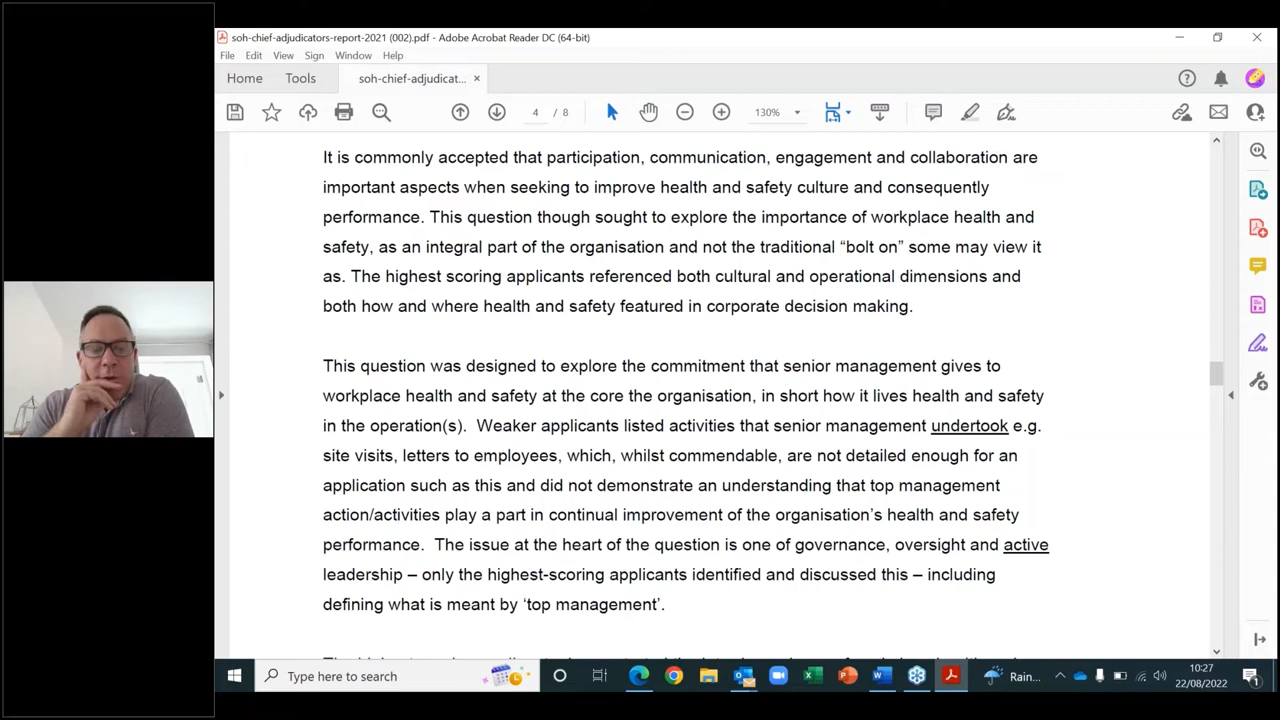 soh-chief-adjudicators-report-2021 (002).pdf - Adobe Acrobat Reader DC (64-bit)
File Edit View Sign Window Help
Home Tools soh-chief-adjudicat... ×
4 / 8 130%
It is commonly accepted that participation, communication, engagement and collaboration are
important aspects when seeking to improve health and safety culture and consequently
performance. This question though sought to explore the importance of workplace health and
safety, as an integral part of the organisation and not the traditional “bolt on” some may view it
as. The highest scoring applicants referenced both cultural and operational dimensions and
both how and where health and safety featured in corporate decision making.
This question was designed to explore the commitment that senior management gives to
workplace health and safety at the core the organisation, in short how it lives health and safety
in the operation(s). Weaker applicants listed activities that senior management undertook e.g.
site visits, letters to employees, which, whilst commendable, are not detailed enough for an
application such as this and did not demonstrate an understanding that top management
action/activities play a part in continual improvement of the organisation’s health and safety
performance. The issue at the heart of the question is one of governance, oversight and active
leadership – only the highest-scoring applicants identified and discussed this – including
defining what is meant by ‘top management’.
Type here to search
Rain...
10:27
22/08/2022